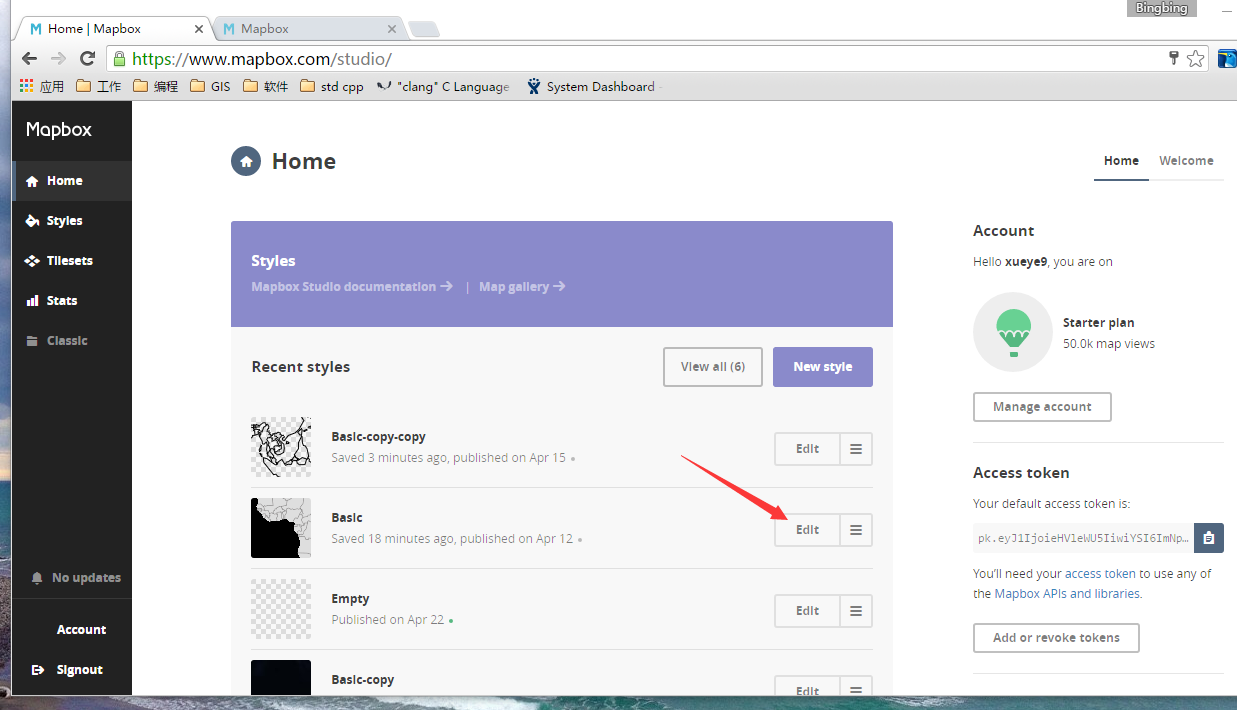 Bingbing
Home | Mapbox
Mapbox
https://www.mapbox.com/studio/
应用 工作 编程 GIS 软件 std cpp "clang" C Language System Dashboard
Mapbox
Home
Styles
Tilesets
Stats
Classic
No updates
Account
Signout
Home
Home Welcome
Styles
Mapbox Studio documentation → | Map gallery →
Recent styles
View all (6) New style
Basic-copy-copy
Saved 3 minutes ago, published on Apr 15
Edit
Basic
Saved 18 minutes ago, published on Apr 12
Edit
Empty
Published on Apr 22
Edit
Basic-copy
Edit
Account
Hello xueye9, you are on
Starter plan
50.0k map views
Manage account
Access token
Your default access token is:
pk.eyJ1IjoieHVleWU5IiwiYSI6ImNp…
You'll need your access token to use any of
the Mapbox APIs and libraries.
Add or revoke tokens